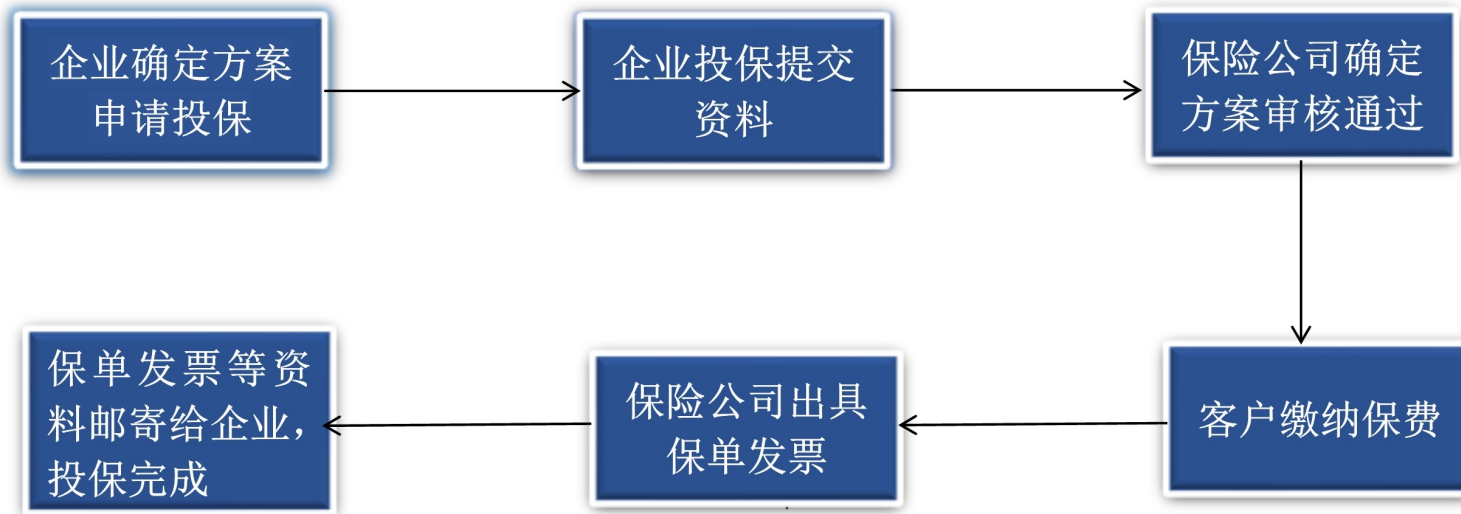 企业确定方案
申请投保
企业投保提交
资料
保险公司确定
方案审核通过
客户缴纳保费
保险公司出具
保单发票
保单发票等资
料邮寄给企业，
投保完成